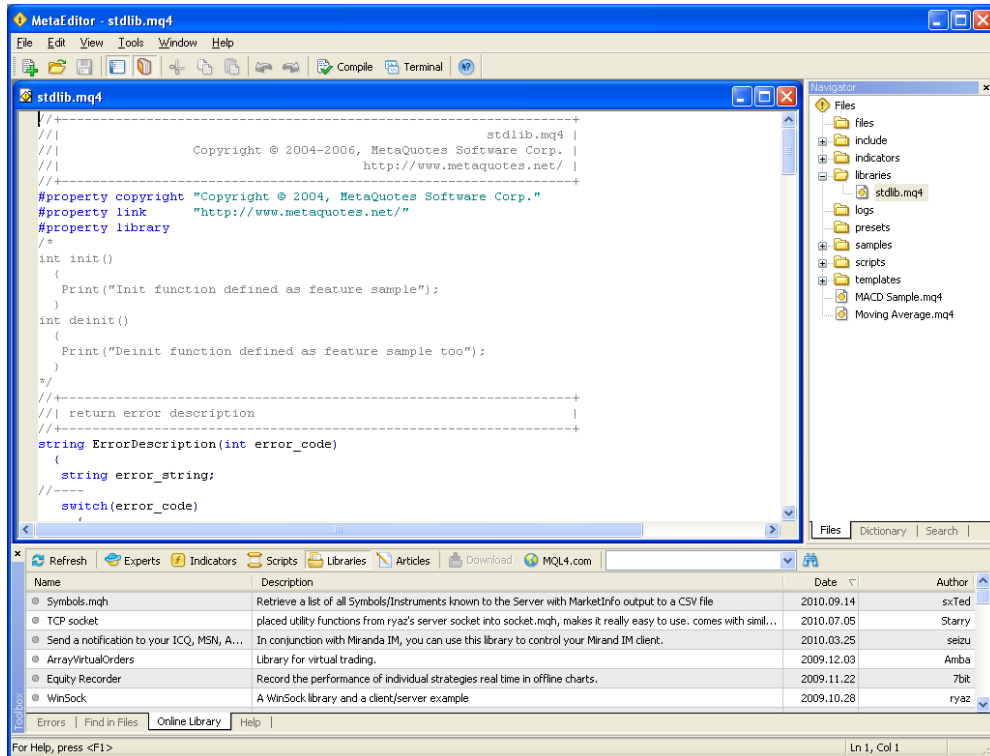 MetaEditor - stdlib.mq4
File Edit View Tools Window Help
Compile Terminal
stdlib.mq4
//+------------------------------------------------------------------+
//| stdlib.mq4 |
//| Copyright © 2004-2006, MetaQuotes Software Corp. |
//| http://www.metaquotes.net/ |
//+------------------------------------------------------------------+
#property copyright "Copyright © 2004, MetaQuotes Software Corp."
#property link "http://www.metaquotes.net/"
#property library
/*
int init()
{
Print("Init function defined as feature sample");
}
int deinit()
{
Print("Deinit function defined as feature sample too");
}
*/
//+------------------------------------------------------------------+
//| return error description |
//+------------------------------------------------------------------+
string ErrorDescription(int error_code)
{
string error_string;
//----
switch(error_code)
{
Navigator
Files
files
include
indicators
libraries
stdlib.mq4
logs
presets
samples
scripts
templates
MACD Sample.mq4
Moving Average.mq4
Files Dictionary | Search |
Refresh Experts Indicators Scripts Libraries Articles Download MQL4.com
Name Description Date Author
Symbols.mqh Retrieve a list of all Symbols/Instruments known to the Server with MarketInfo output to a CSV file 2010.09.14 sxTed
TCP socket placed utility functions from ryaz's server socket into socket.mqh, makes it really easy to use. comes with simil... 2010.07.05 Starry
Send a notification to your ICQ, MSN, A... In conjunction with Miranda IM, you can use this library to control your Mirand IM client. 2010.03.25 seizu
ArrayVirtualOrders Library for virtual trading. 2009.12.03 Amba
Equity Recorder Record the performance of individual strategies real time in offline charts. 2009.11.22 7bit
WinSock A WinSock library and a client/server example 2009.10.28 ryaz
Toolbox
Errors | Find in Files Online Library Help |
For Help, press <F1> Ln 1, Col 1